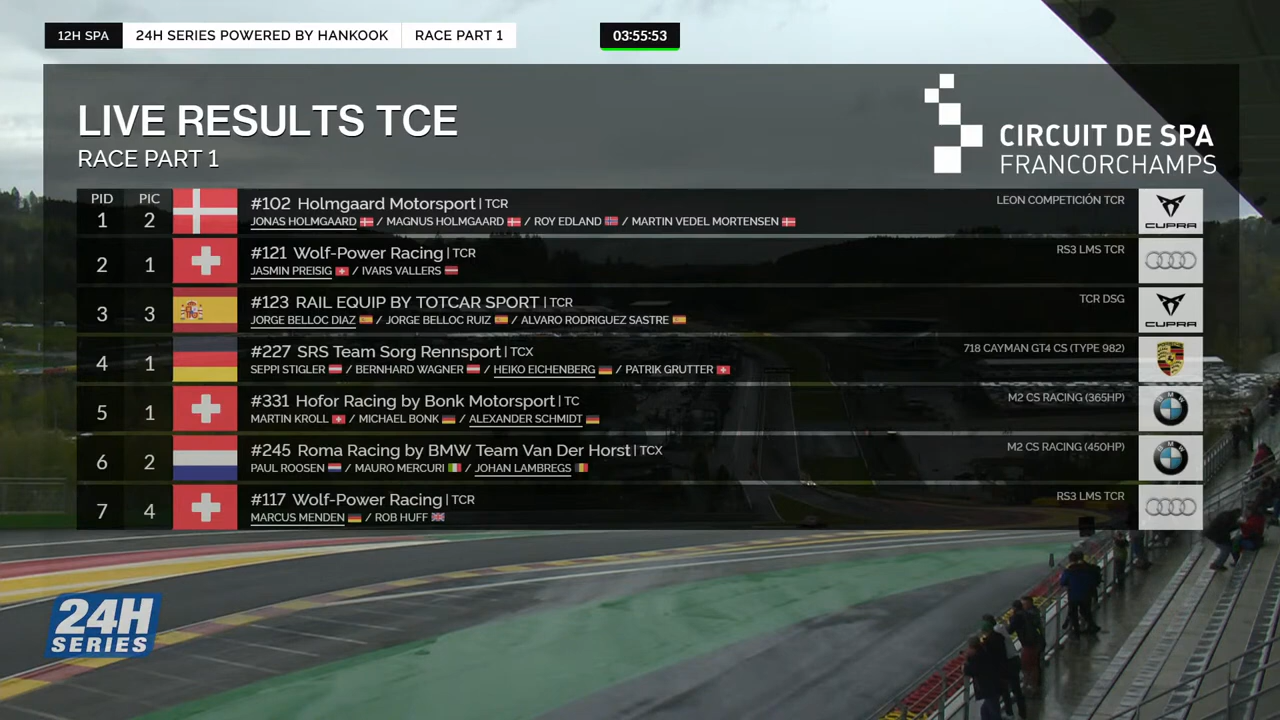 12H SPA 24H SERIES POWERED BY HANKOOK RACE PART 1 03:55:53
LIVE RESULTS TCE
RACE PART 1
CIRCUIT DE SPA
FRANCORCHAMPS
PID PIC
1 2 #102 Holmgaard Motorsport | TCR LEON COMPETICIÓN TCR
JONAS HOLMGAARD / MAGNUS HOLMGAARD / ROY EDLAND / MARTIN VEDEL MORTENSEN
CUPRA
2 1 #121 Wolf-Power Racing | TCR RS3 LMS TCR
JASMIN PREISIG / IVARS VALLERS
3 3 #123 RAIL EQUIP BY TOTCAR SPORT | TCR TCR DSG
JORGE BELLOC DIAZ / JORGE BELLOC RUIZ / ALVARO RODRIGUEZ SASTRE
CUPRA
4 1 #227 SRS Team Sorg Rennsport | TCX 718 CAYMAN GT4 CS (TYPE 982)
SEPPI STIGLER / BERNHARD WAGNER / HEIKO EICHENBERG / PATRIK GRUTTER
5 1 #331 Hofor Racing by Bonk Motorsport | TC M2 CS RACING (365HP)
MARTIN KROLL / MICHAEL BONK / ALEXANDER SCHMIDT
BMW
6 2 #245 Roma Racing by BMW Team Van Der Horst | TCX M2 CS RACING (450HP)
PAUL ROOSEN / MAURO MERCURI / JOHAN LAMBREGS
BMW
7 4 #117 Wolf-Power Racing | TCR RS3 LMS TCR
MARCUS MENDEN / ROB HUFF
24H
SERIES